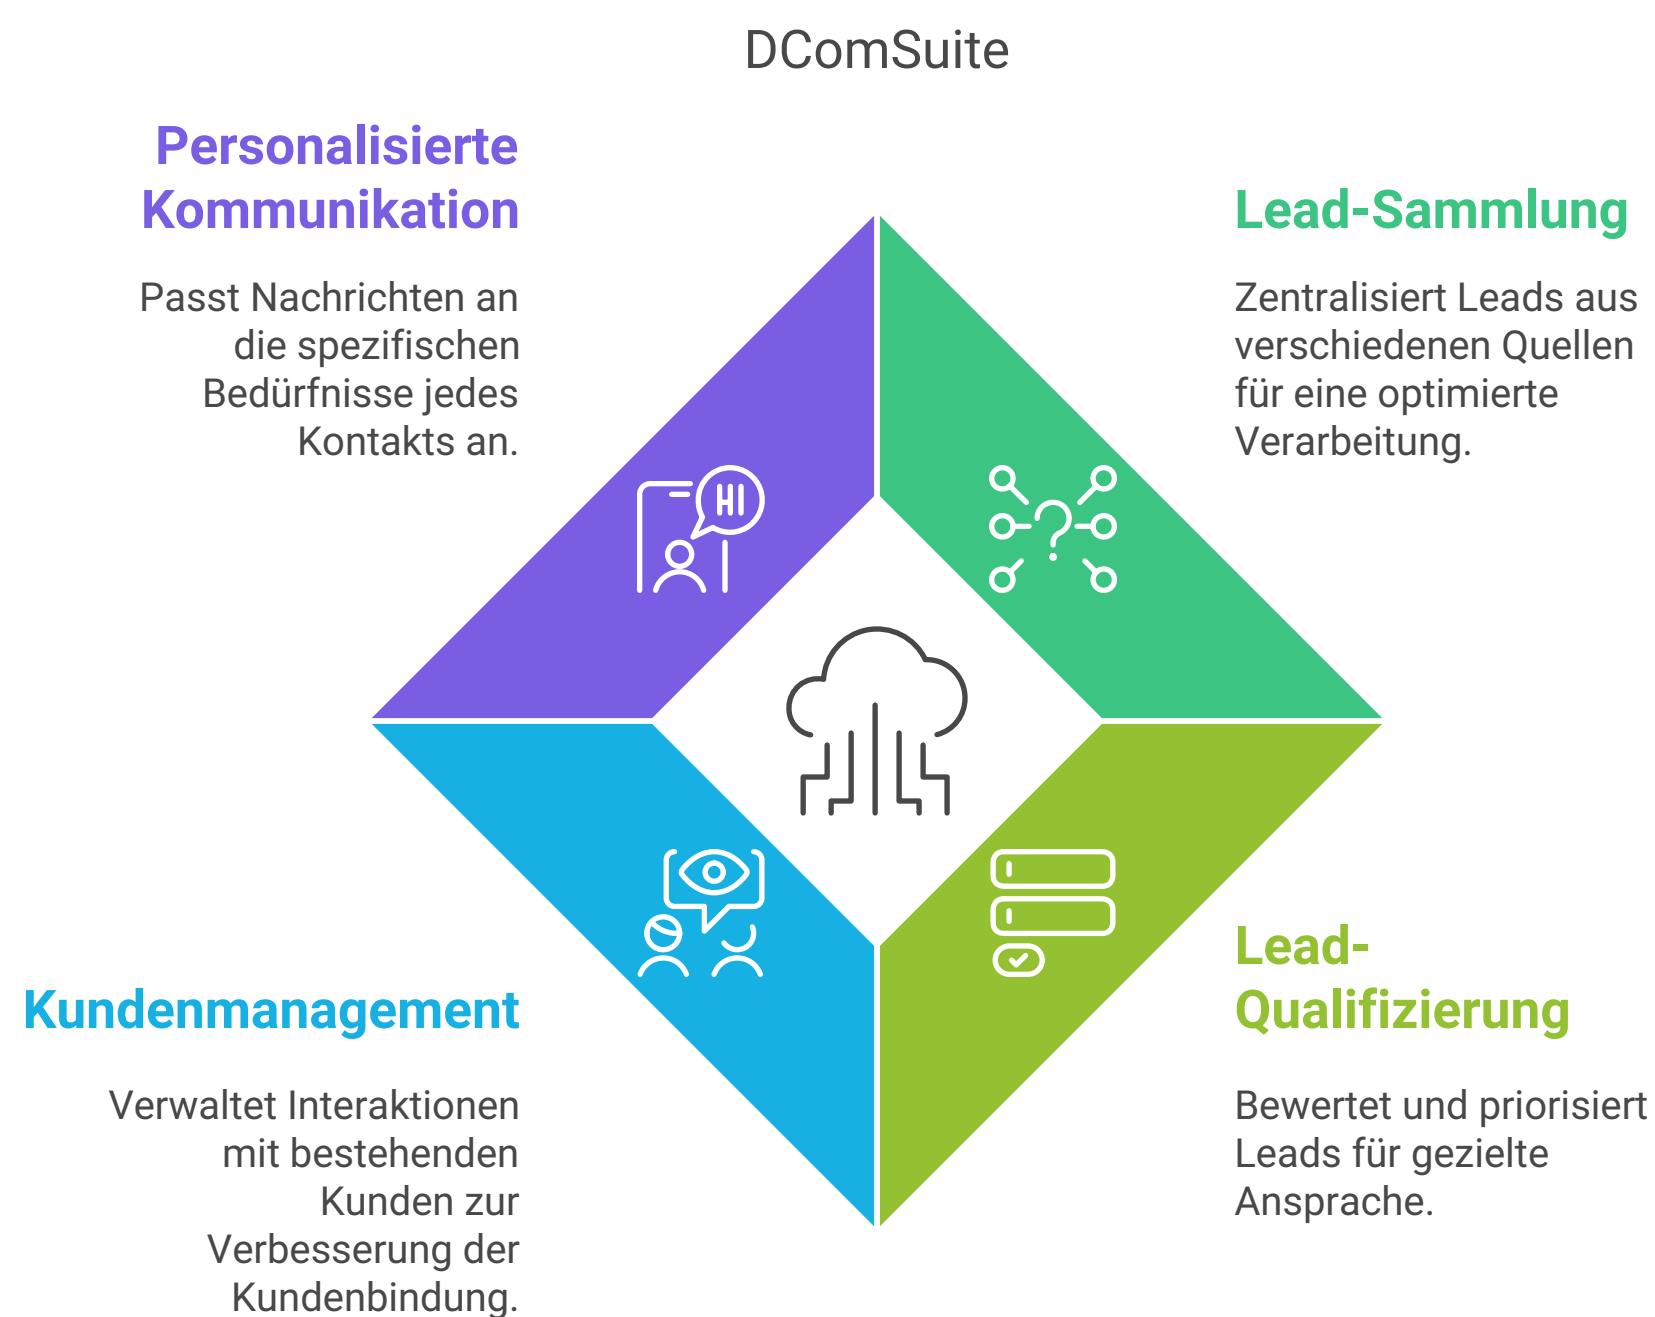 DComSuite
Personalisierte
Kommunikation
Passt Nachrichten an
die spezifischen
Bedürfnisse jedes
Kontakts an.
Lead-Sammlung
Zentralisiert Leads aus
verschiedenen Quellen
für eine optimierte
Verarbeitung.
HI
Kundenmanagement
Verwaltet Interaktionen
mit bestehenden
Kunden zur
Verbesserung der
Kundenbindung.
Lead-
Qualifizierung
Bewertet und priorisiert
Leads für gezielte
Ansprache.